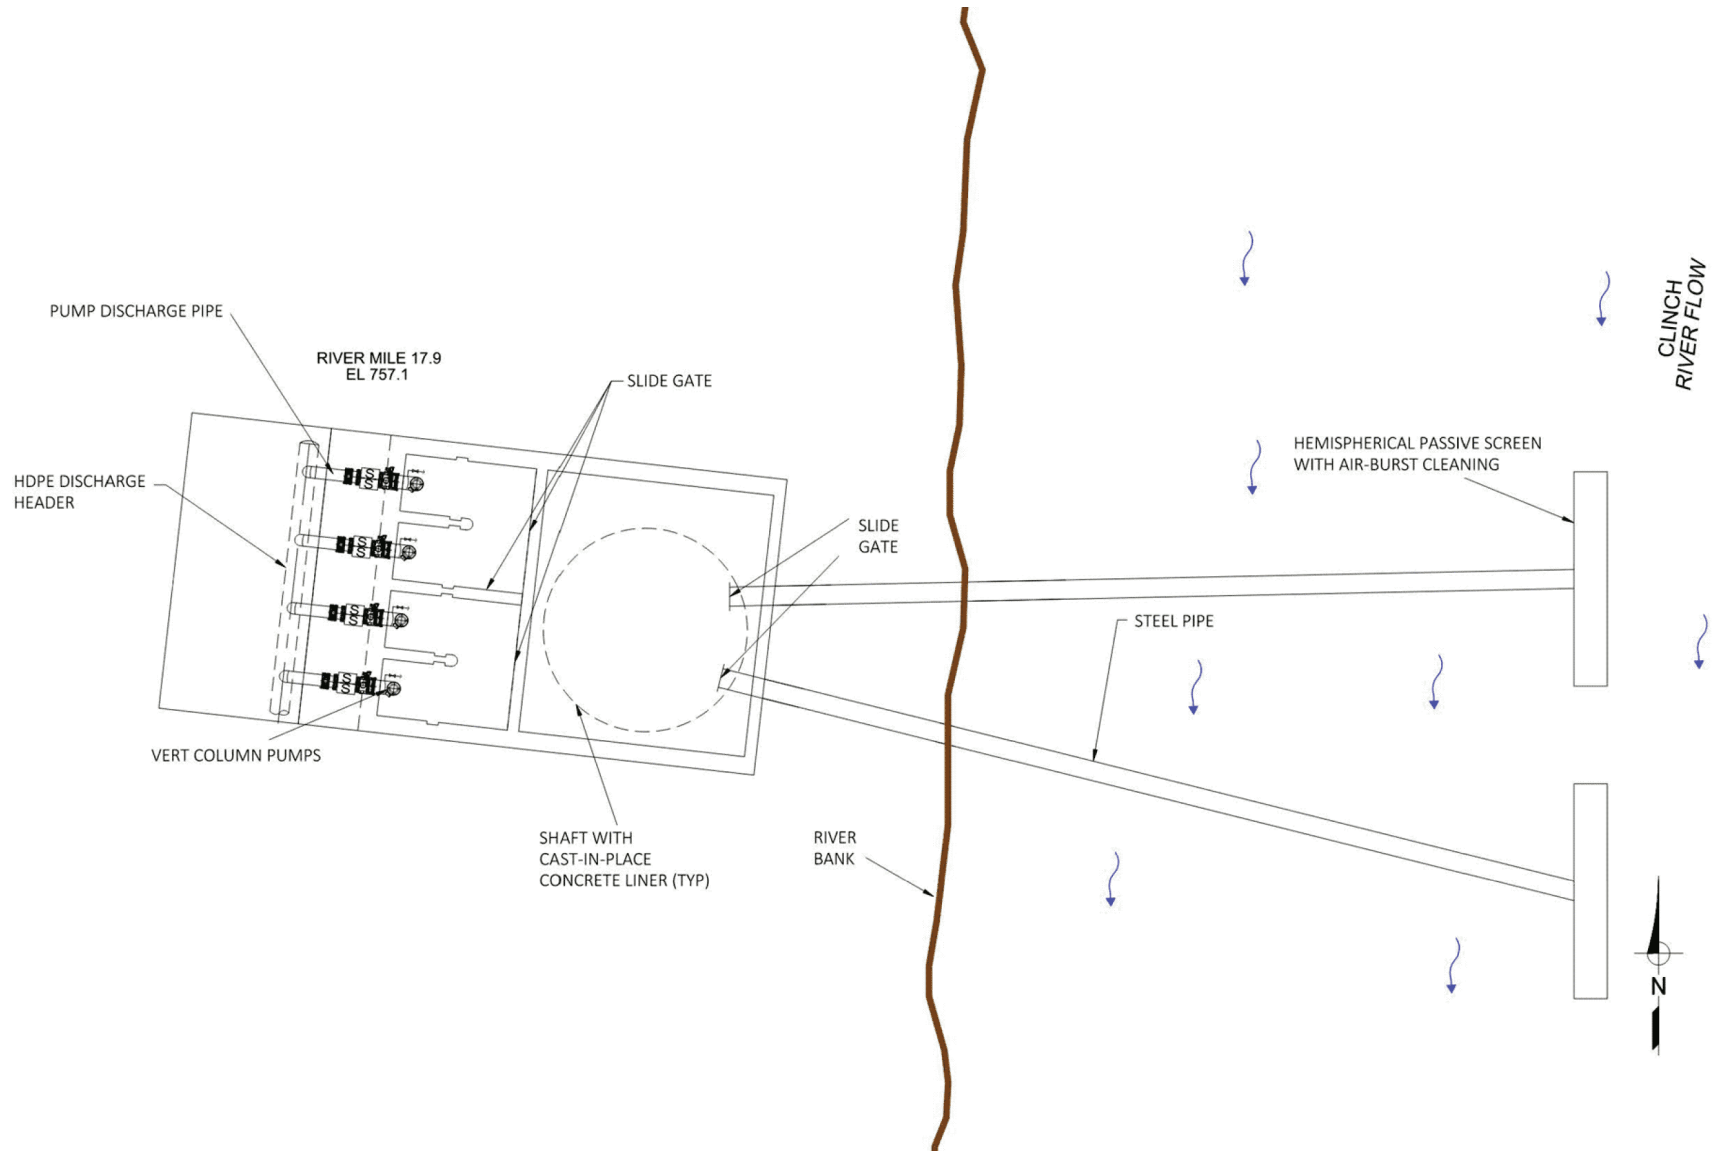 CLINCH
RIVER FLOW
PUMP DISCHARGE PIPE
RIVER MILE 17.9
EL 757.1
SLIDE GATE
HEMISPHERICAL PASSIVE SCREEN
WITH AIR-BURST CLEANING
HDPE DISCHARGE
HEADER
SLIDE
GATE
STEEL PIPE
VERT COLUMN PUMPS
SHAFT WITH
CAST-IN-PLACE
CONCRETE LINER (TYP)
RIVER
BANK
N